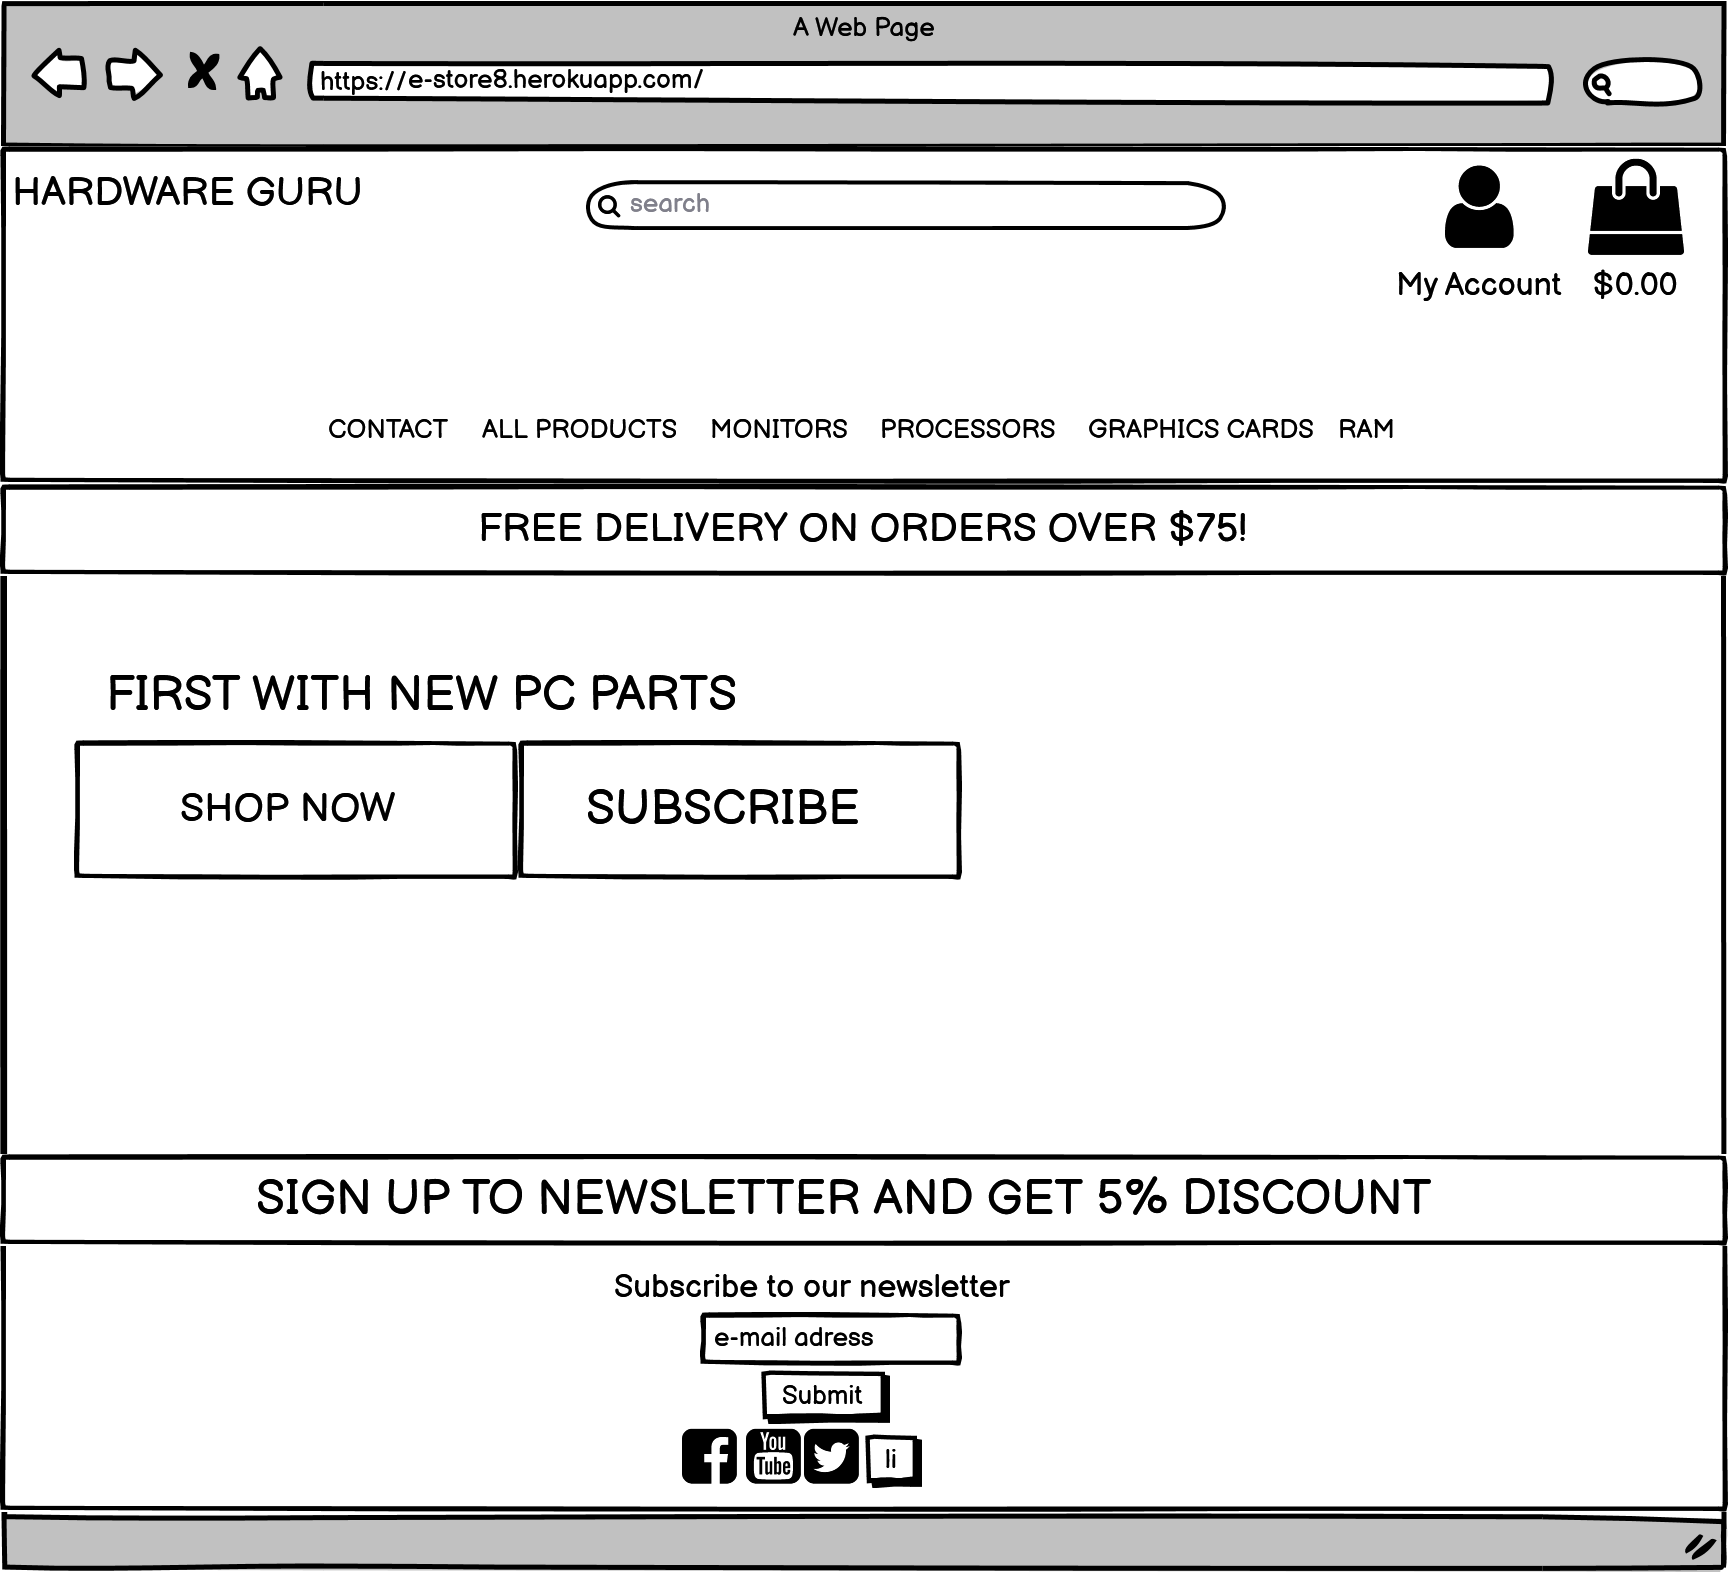 A Web Page
https://e-store8.herokuapp.com/
HARDWARE GURU
search
My Account $0.00
CONTACT ALL PRODUCTS MONITORS PROCESSORS GRAPHICS CARDS RAM
FREE DELIVERY ON ORDERS OVER $75!
FIRST WITH NEW PC PARTS
SHOP NOW SUBSCRIBE
SIGN UP TO NEWSLETTER AND GET 5% DISCOUNT
Subscribe to our newsletter
e-mail adress
Submit
f You Tube li